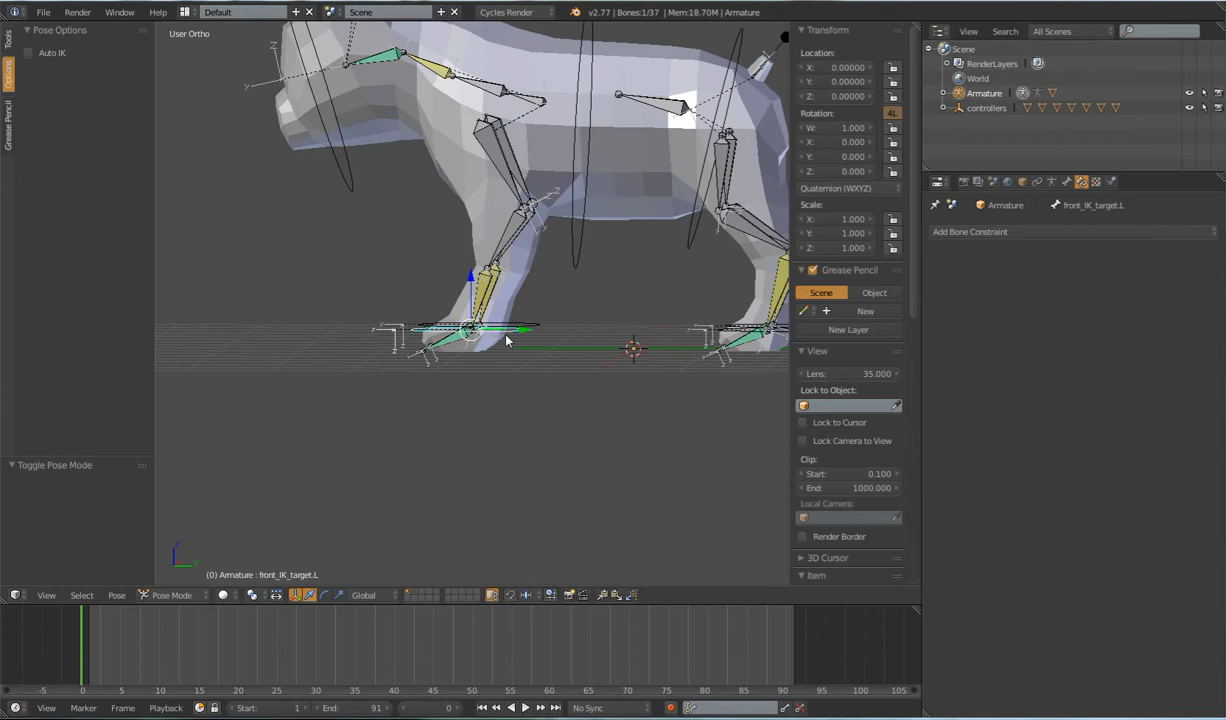 File Render Window Help Default Scene Cycles Render v2.77 | Bones:1/37 | Mem:18.70M | Armature
Pose Options
Auto IK
Tools
Options
Grease Pencil
Toggle Pose Mode
User Ortho
Z
y
(0) Armature : front_IK_target.L
View Select Pose Pose Mode Global
Transform
Location:
X: 0.00000
Y: 0.00000
Z: 0.00000
Rotation: 4L
W: 1.000
X: 0.000
Y: 0.000
Z: 0.000
Quaternion (WXYZ)
Scale:
X: 1.000
Y: 1.000
Z: 1.000
Grease Pencil
Scene Object
New
New Layer
View
Lens: 35.000
Lock to Object:
Lock to Cursor
Lock Camera to View
Clip:
Start: 0.100
End: 1000.000
Local Camera:
Render Border
3D Cursor
Item
View Search All Scenes
Scene
RenderLayers
World
Armature
controllers
Armature front_IK_target.L
Add Bone Constraint
-5 0 5 10 15 20 25 30 35 40 45 50 55 60 65 70 75 80 85 90 95 100 105
View Marker Frame Playback Start: 1 End: 91 0 No Sync